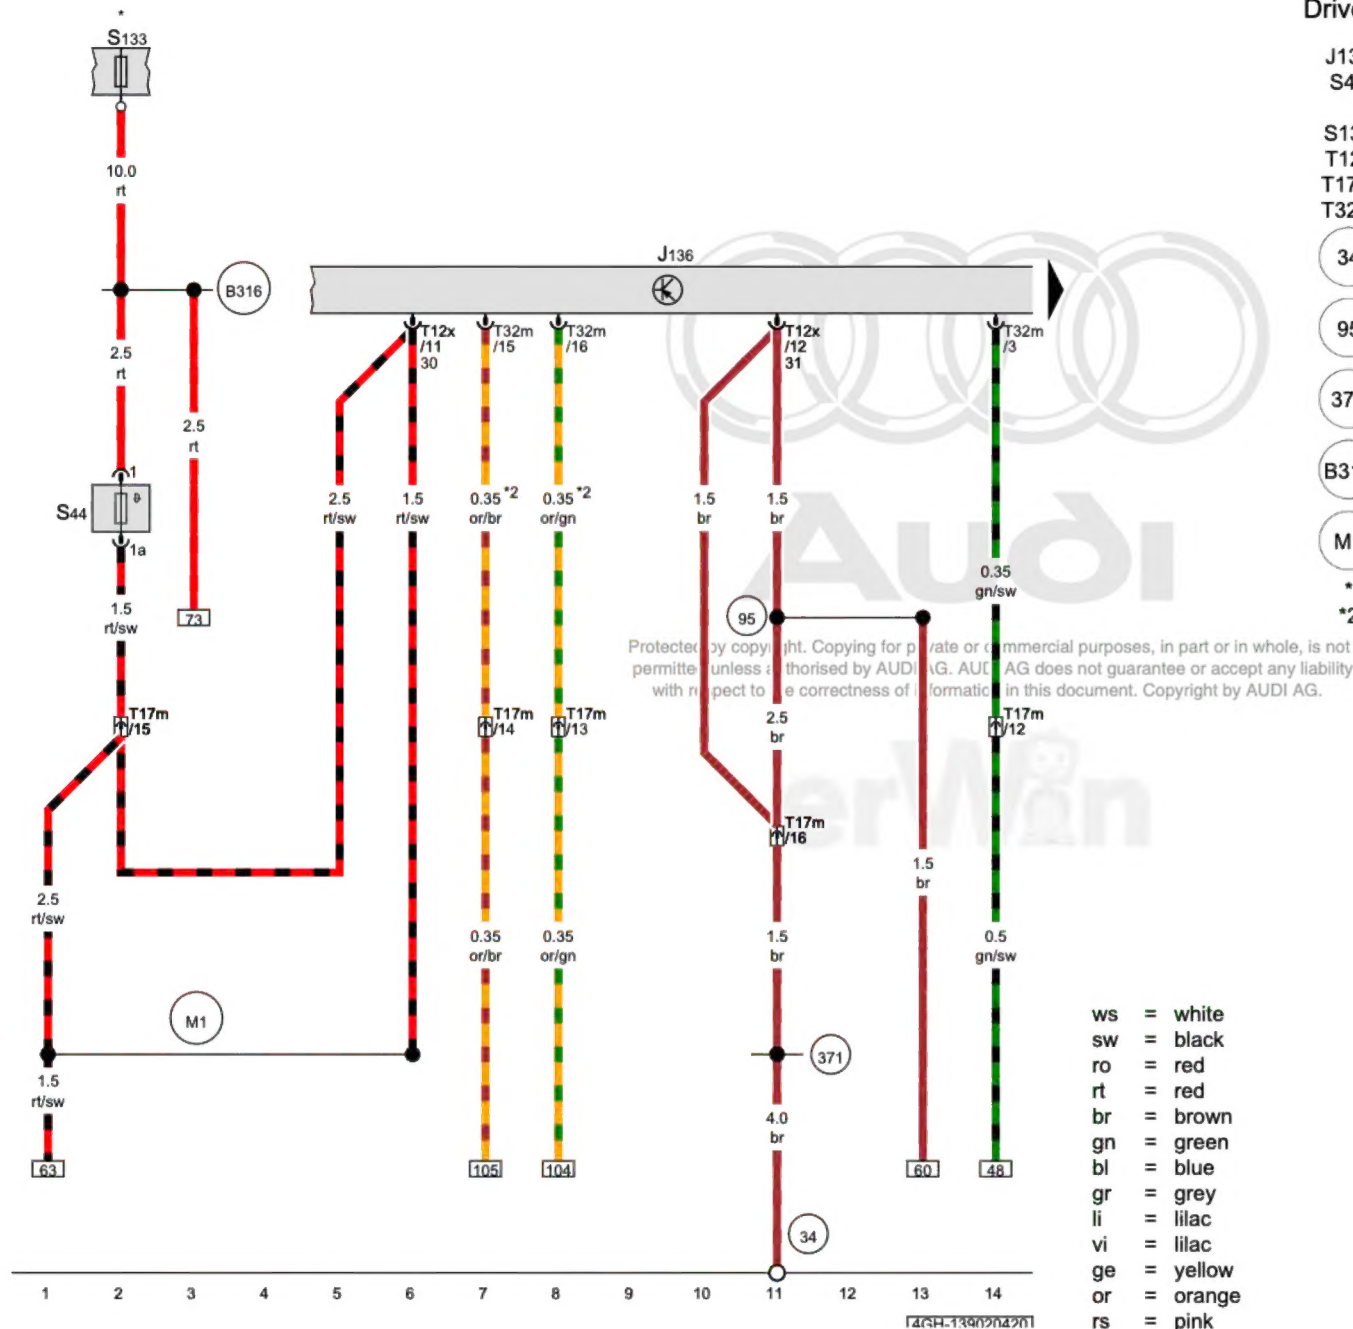 *
S133
10.0
rt
B316
2.5
rt
2.5
rt
1
S44
1a
1.5
rt/sw
73
T17m
/15
2.5
rt/sw
M1
1.5
rt/sw
63
J136
T12x
/11
30
T32m
/15
T32m
/16
T12x
/12
31
T32m
/3
2.5
rt/sw
1.5
rt/sw
0.35 *2
or/br
0.35 *2
or/gn
1.5
br
1.5
br
0.35
gn/sw
95
Audi
Protected by copyright. Copying for private or commercial purposes, in part or in whole, is not
permitted unless authorised by AUDI AG. AUDI AG does not guarantee or accept any liability
with respect to the correctness of information in this document. Copyright by AUDI AG.
T17m
/14
T17m
/13
2.5
br
T17m
/12
erWin
T17m
/16
1.5
br
0.35
or/br
0.35
or/gn
1.5
br
0.5
gn/sw
371
4.0
br
105
104
60
48
34
1 2 3 4 5 6 7 8 9 10 11 12 13 14
4GH-139020420
Drive
J13
S4
S13
T12
T17
T32
34
95
37
B31
M
*
*2
ws = white
sw = black
ro = red
rt = red
br = brown
gn = green
bl = blue
gr = grey
li = lilac
vi = lilac
ge = yellow
or = orange
rs = pink